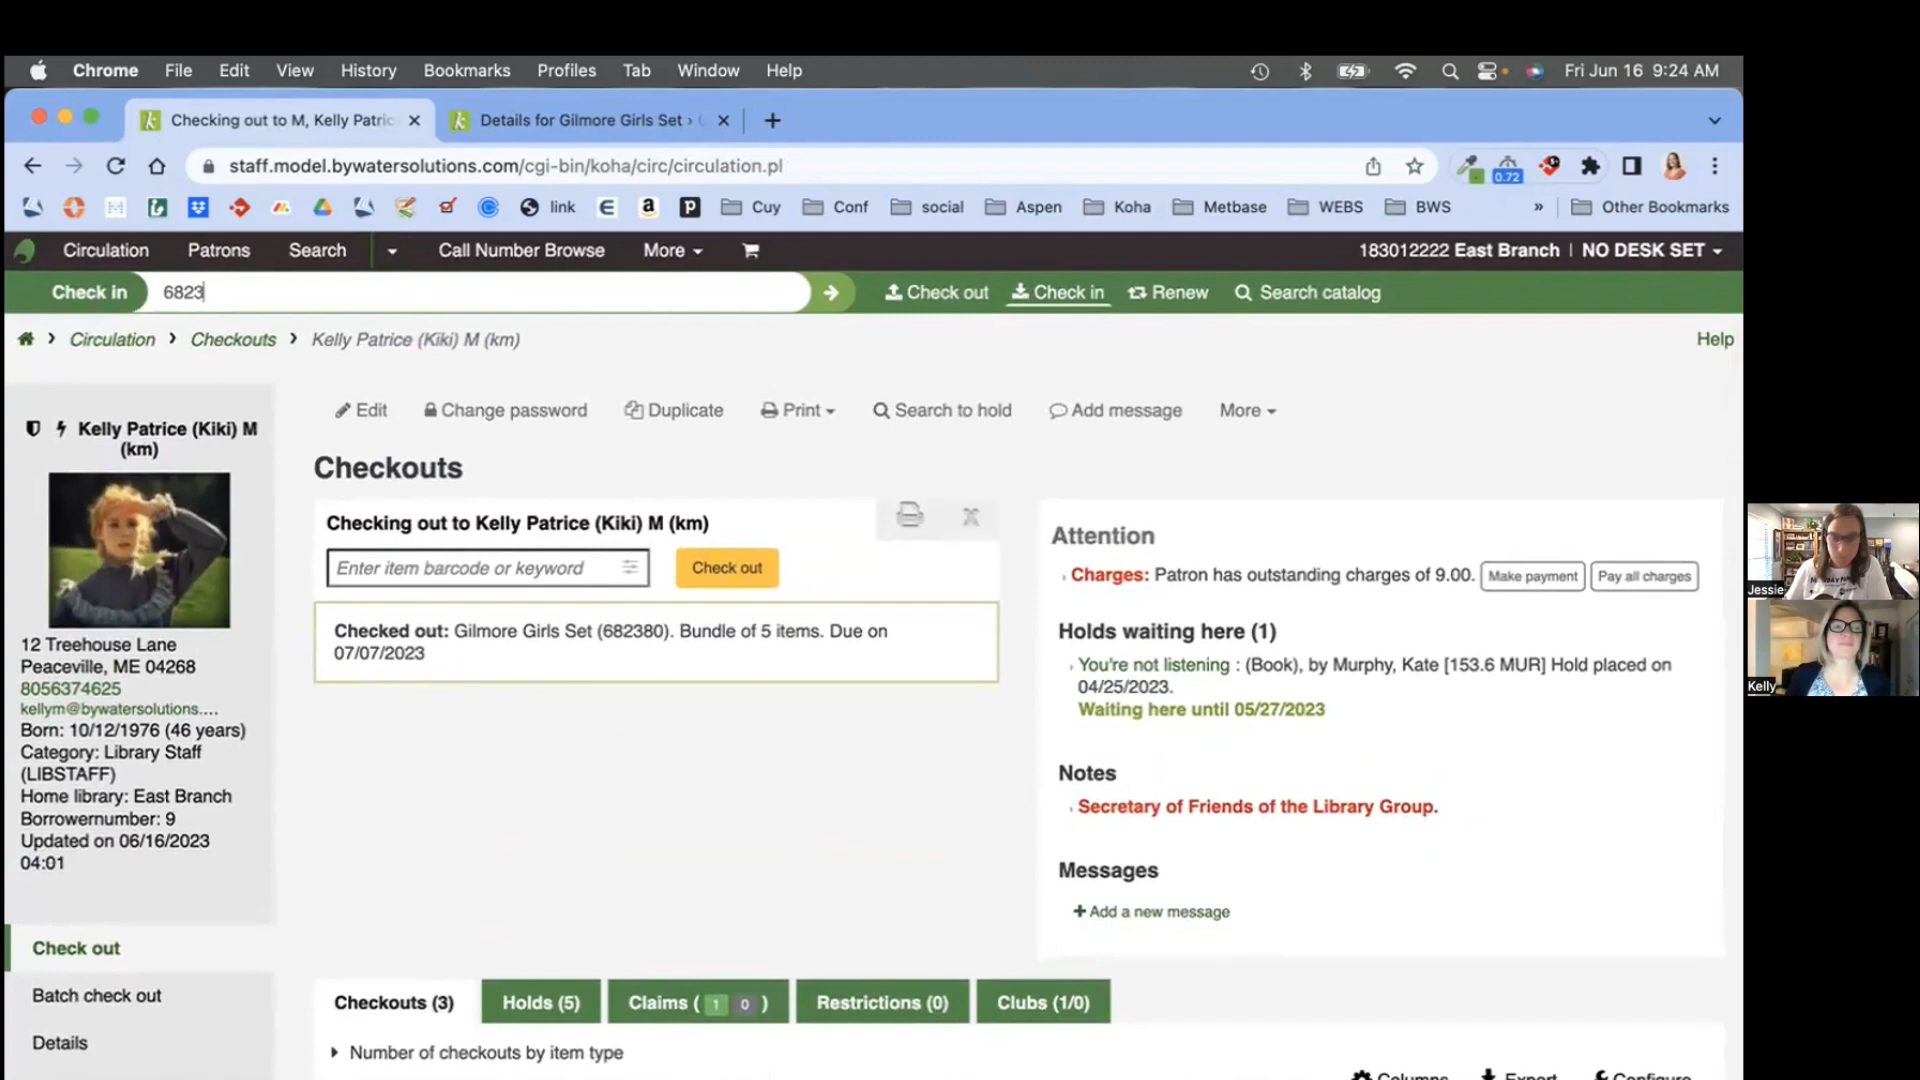 Chrome File Edit View History Bookmarks Profiles Tab Window Help Fri Jun 16 9:24 AM
Checking out to M, Kelly Patric Details for Gilmore Girls Set ›
staff.model.bywatersolutions.com/cgi-bin/koha/circ/circulation.pl 0.72
link Cuy Conf social Aspen Koha Metbase WEBS BWS » Other Bookmarks
Circulation Patrons Search Call Number Browse More 183012222 East Branch | NO DESK SET
Check in 6823 Check out Check in Renew Search catalog
Circulation Checkouts Kelly Patrice (Kiki) M (km) Help
Edit Change password Duplicate Print Search to hold Add message More
Kelly Patrice (Kiki) M
(km)
12 Treehouse Lane
Peaceville, ME 04268
8056374625
kellym@bywatersolutions....
Born: 10/12/1976 (46 years)
Category: Library Staff
(LIBSTAFF)
Home library: East Branch
Borrowernumber: 9
Updated on 06/16/2023
04:01
Check out
Batch check out
Details
Checkouts
Checking out to Kelly Patrice (Kiki) M (km)
Enter item barcode or keyword Check out
Checked out: Gilmore Girls Set (682380). Bundle of 5 items. Due on
07/07/2023
Attention
Charges: Patron has outstanding charges of 9.00. Make payment Pay all charges
Holds waiting here (1)
You're not listening : (Book), by Murphy, Kate [153.6 MUR] Hold placed on
04/25/2023.
Waiting here until 05/27/2023
Notes
Secretary of Friends of the Library Group.
Messages
Add a new message
Checkouts (3) Holds (5) Claims ( 1 0 ) Restrictions (0) Clubs (1/0)
Number of checkouts by item type
Columns Export Configure
Jessie
Kelly